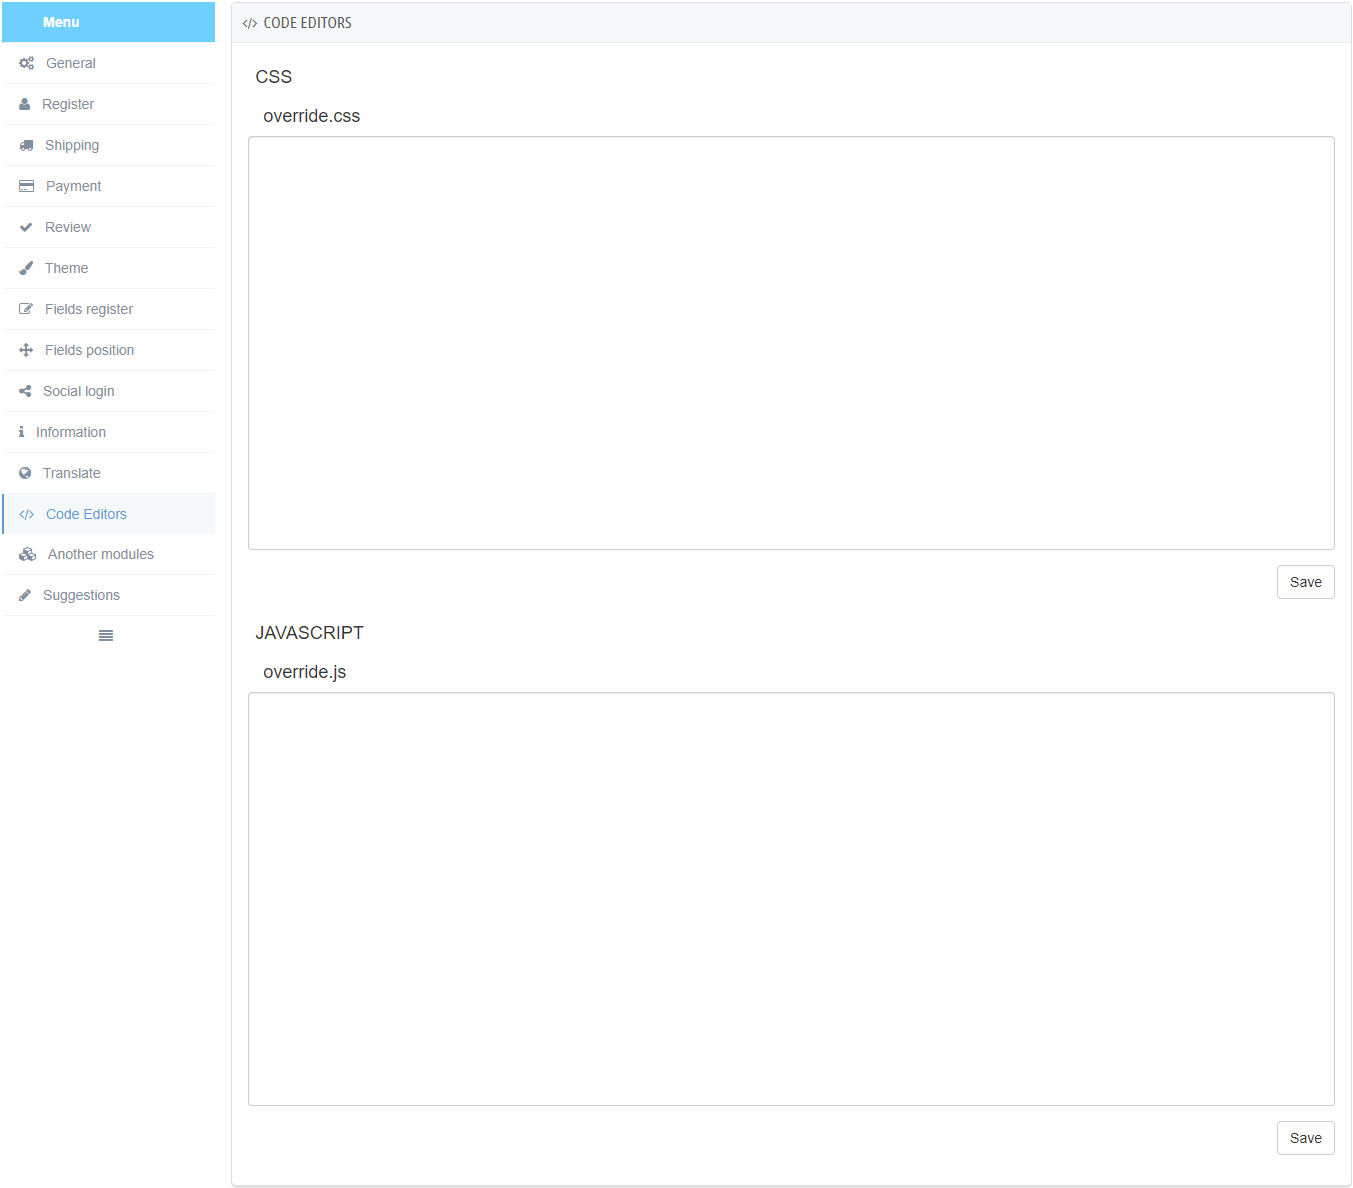 Menu
General
Register
Shipping
Payment
Review
Theme
Fields register
Fields position
Social login
Information
Translate
Code Editors
Another modules
Suggestions
CODE EDITORS
CSS
override.css
Save
JAVASCRIPT
override.js
Save